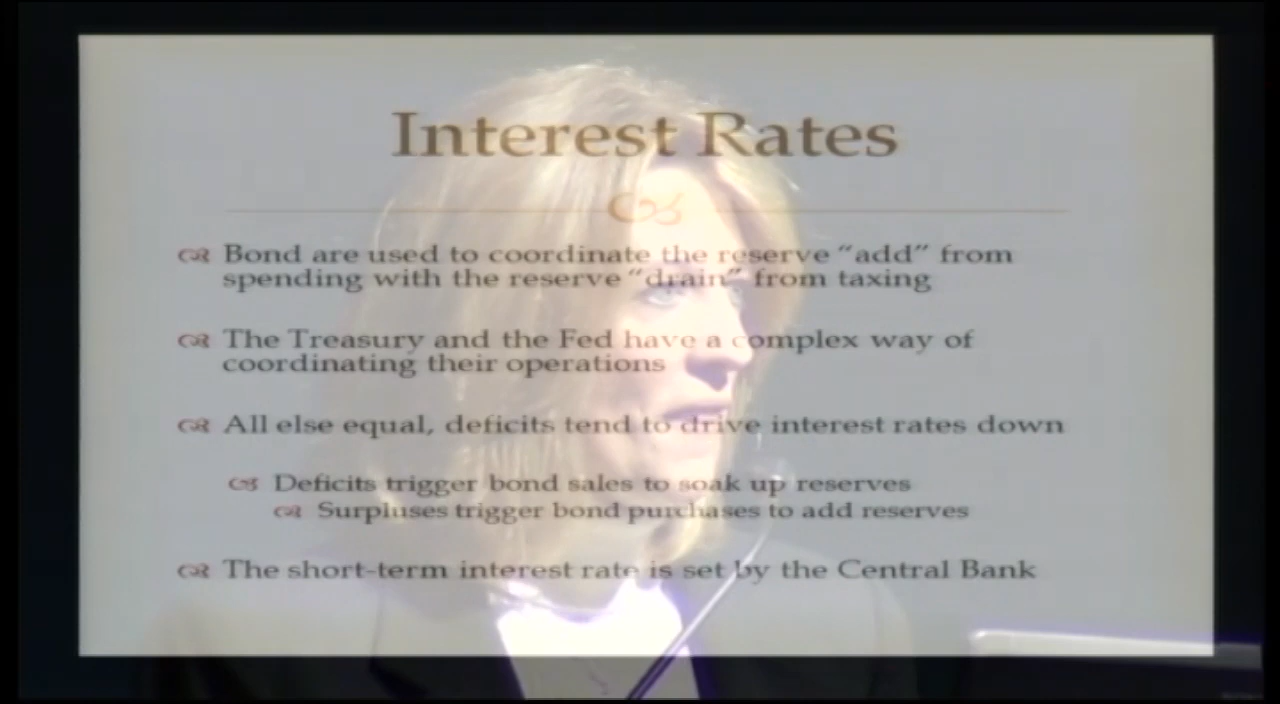 Interest Rates
Bond are used to coordinate the reserve “add” from
spending with the reserve “drain” from taxing
The Treasury and the Fed have a complex way of
coordinating their operations
All else equal, deficits tend to drive interest rates down
Deficits trigger bond sales to soak up reserves
Surpluses trigger bond purchases to add reserves
The short-term interest rate is set by the Central Bank